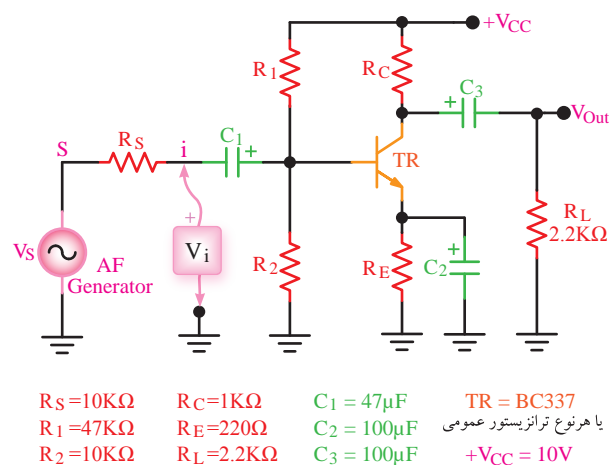 +VCC
R1
RC
C3
VOut
S
RS
i
C1
TR
RL
2.2KΩ
VS
AF
Generator
Vi
R2
RE
C2
RS=10KΩ
RC=1KΩ
C1 = 47µF
TR = BC337
R1=47KΩ
RE=220Ω
C2 = 100µF
یا هرنوع ترانزیستور عمومی
R2=10KΩ
RL=2.2KΩ
C3 = 100µF
+VCC = 10V